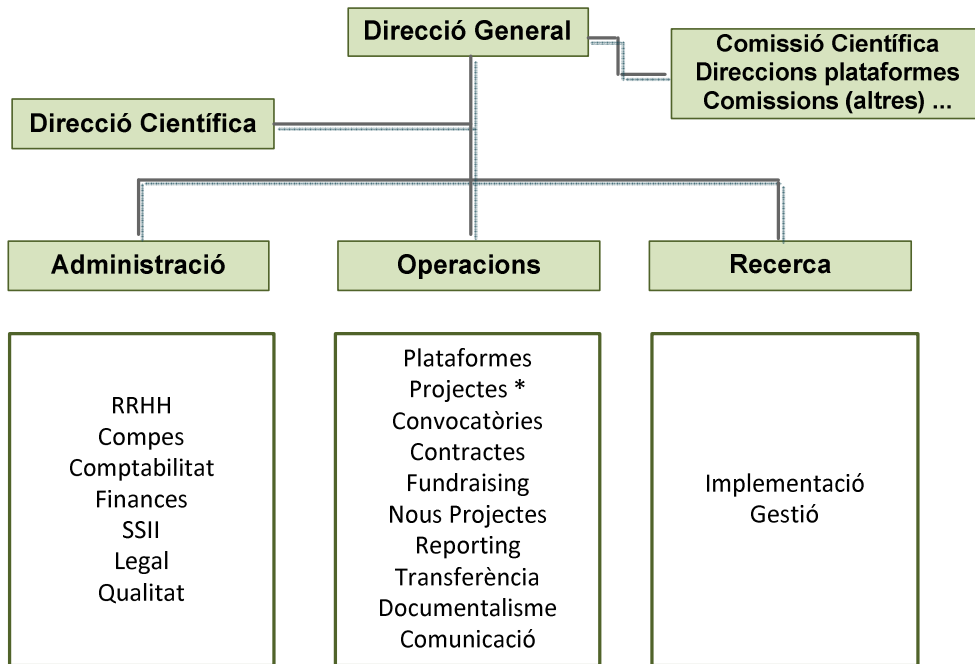 Direcció General
Comissió Científica
Direccions plataformes
Comissions (altres) ...
Direcció Científica
Administració
Operacions
Recerca
RRHH
Compes
Comptabilitat
Finances
SSII
Legal
Qualitat
Plataformes
Projectes *
Convocatòries
Contractes
Fundraising
Nous Projectes
Reporting
Transferència
Documentalisme
Comunicació
Implementació
Gestió